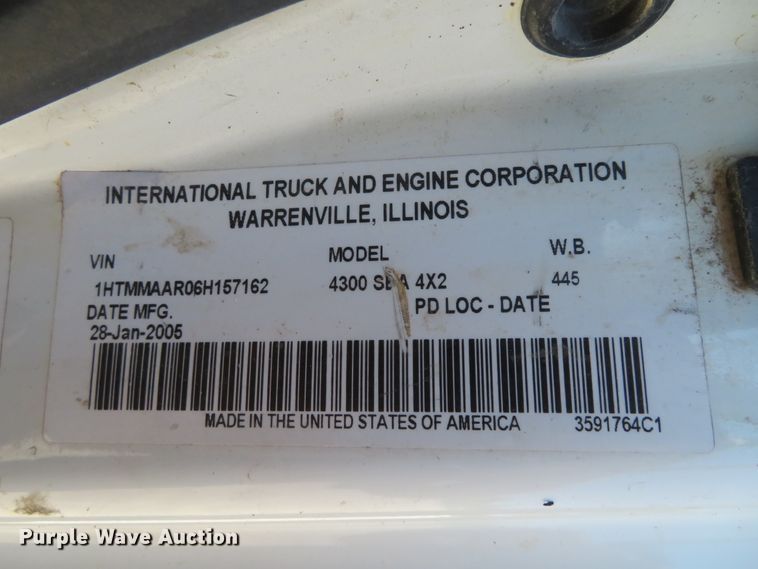 INTERNATIONAL TRUCK AND ENGINE CORPORATION
WARRENVILLE, ILLINOIS
VIN MODEL W.B.
1HTMMAAR06H157162 4300 4X2 445
DATE MFG. PD LOC - DATE
28-Jan-2005
MADE IN THE UNITED STATES OF AMERICA 3591764C1
Purple Wave Auction